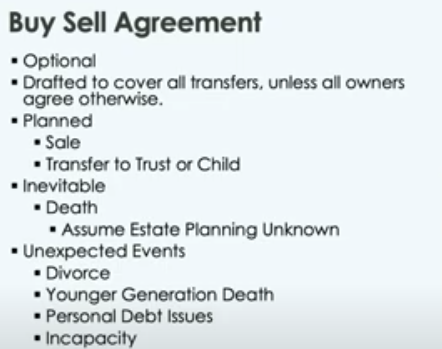 Buy Sell Agreement
▪ Optional
▪ Drafted to cover all transfers, unless all owners
agree otherwise.
▪ Planned
▪ Sale
▪ Transfer to Trust or Child
▪ Inevitable
▪ Death
▪ Assume Estate Planning Unknown
▪ Unexpected Events
▪ Divorce
▪ Younger Generation Death
▪ Personal Debt Issues
▪ Incapacity